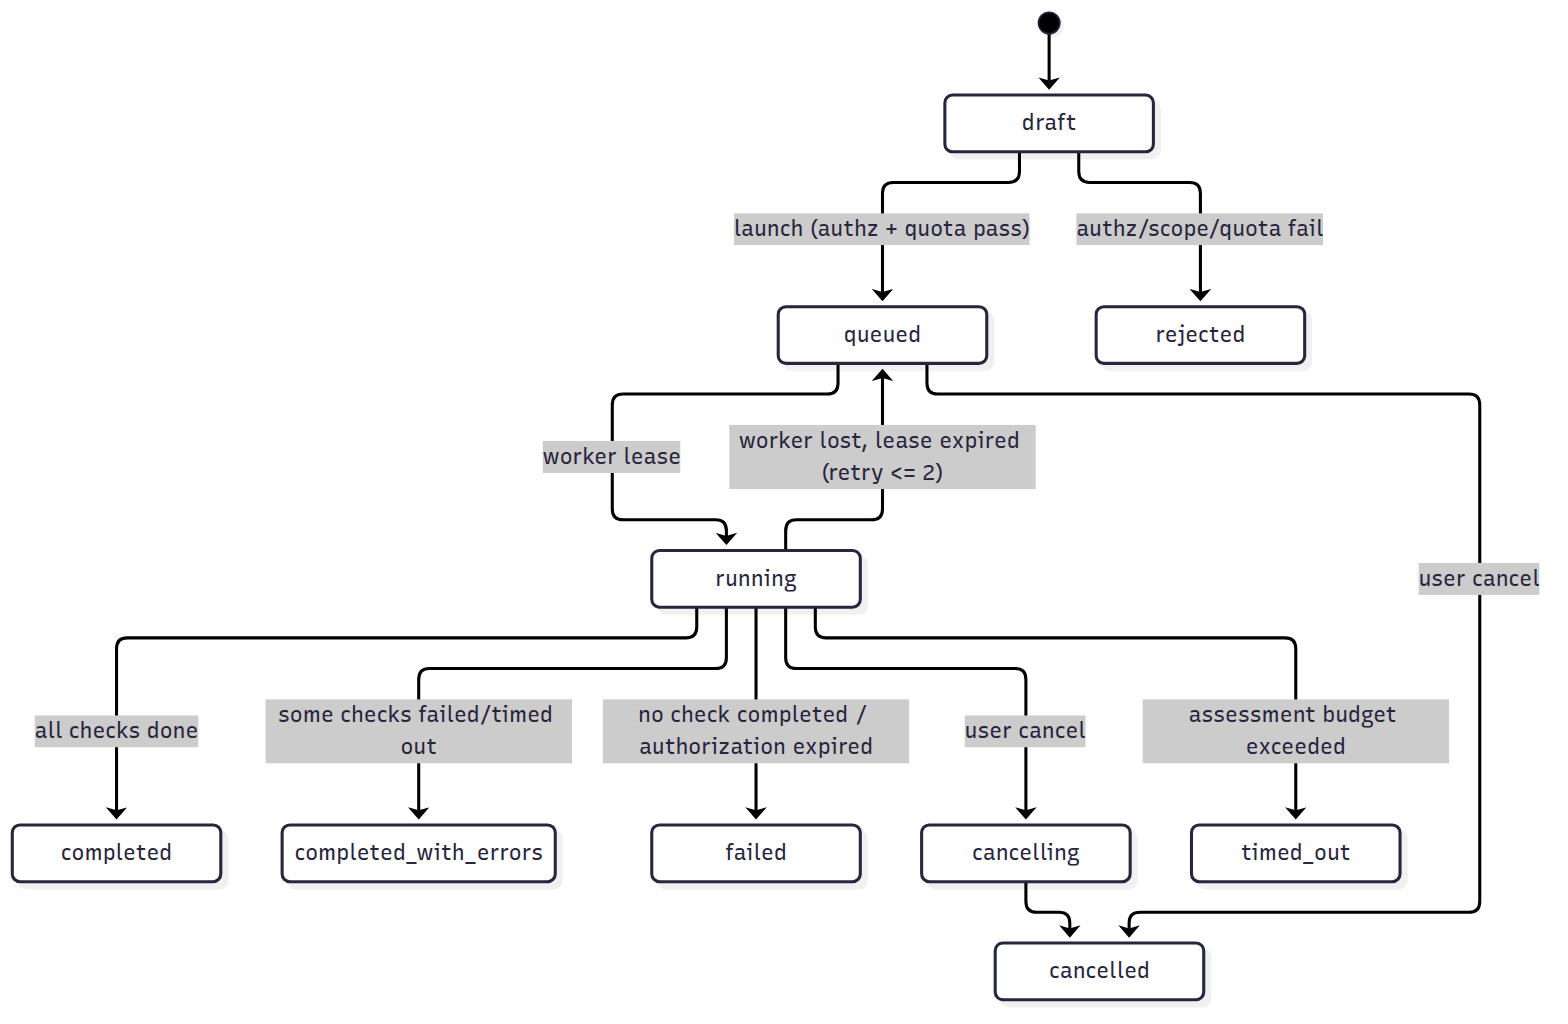 draft
launch (authz + quota pass)
authz/scope/quota fail
queued
rejected
worker lease
worker lost, lease expired
(retry <= 2)
running
user cancel
all checks done
some checks failed/timed
out
no check completed /
authorization expired
user cancel
assessment budget
exceeded
completed
completed_with_errors
failed
cancelling
timed_out
cancelled